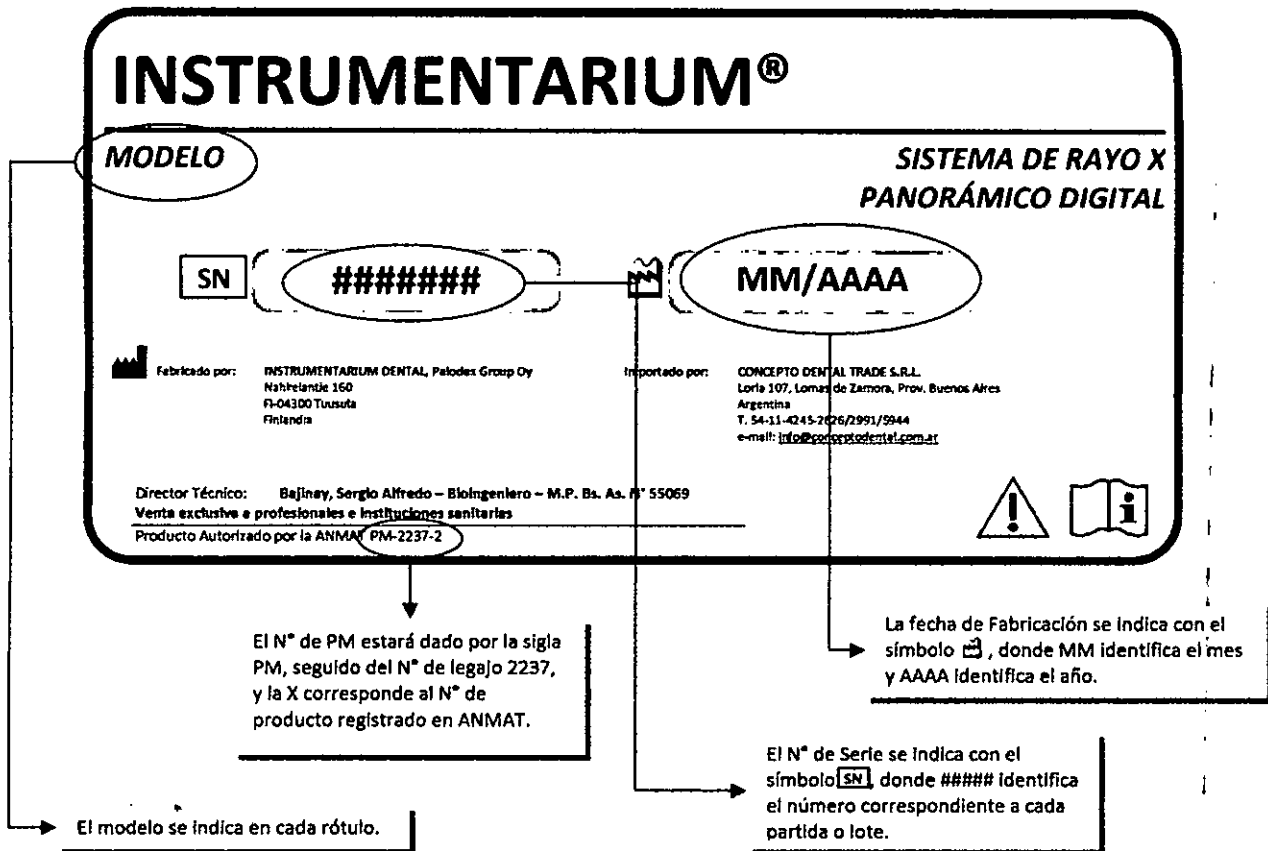 INSTRUMENTARIUM®
MODELO
SISTEMA DE RAYO X
PANORÁMICO DIGITAL
SN
#######
MM/AAAA
Fabricado por:
INSTRUMENTARIUM DENTAL, Palodex Group Oy
Nahkelantie 160
FI-04300 Tuusula
Finlandia
Importado por:
CONCEPTO DENTAL TRADE S.R.L.
Loria 107, Lomas de Zamora, Prov. Buenos Aires
Argentina
T. 54-11-4245-2626/2991/5944
e-mail: info@conceptodental.com.ar
Director Técnico: Bajinay, Sergio Alfredo – Bioingeniero – M.P. Bs. As. N° 55069
Venta exclusiva a profesionales e instituciones sanitarias
Producto Autorizado por la ANMAT PM-2237-2
i
El N° de PM estará dado por la sigla
PM, seguido del N° de legajo 2237,
y la X corresponde al N° de
producto registrado en ANMAT.
La fecha de Fabricación se indica con el
símbolo , donde MM identifica el mes
y AAAA identifica el año.
El N° de Serie se indica con el
símbolo SN, donde ##### identifica
el número correspondiente a cada
partida o lote.
El modelo se indica en cada rótulo.